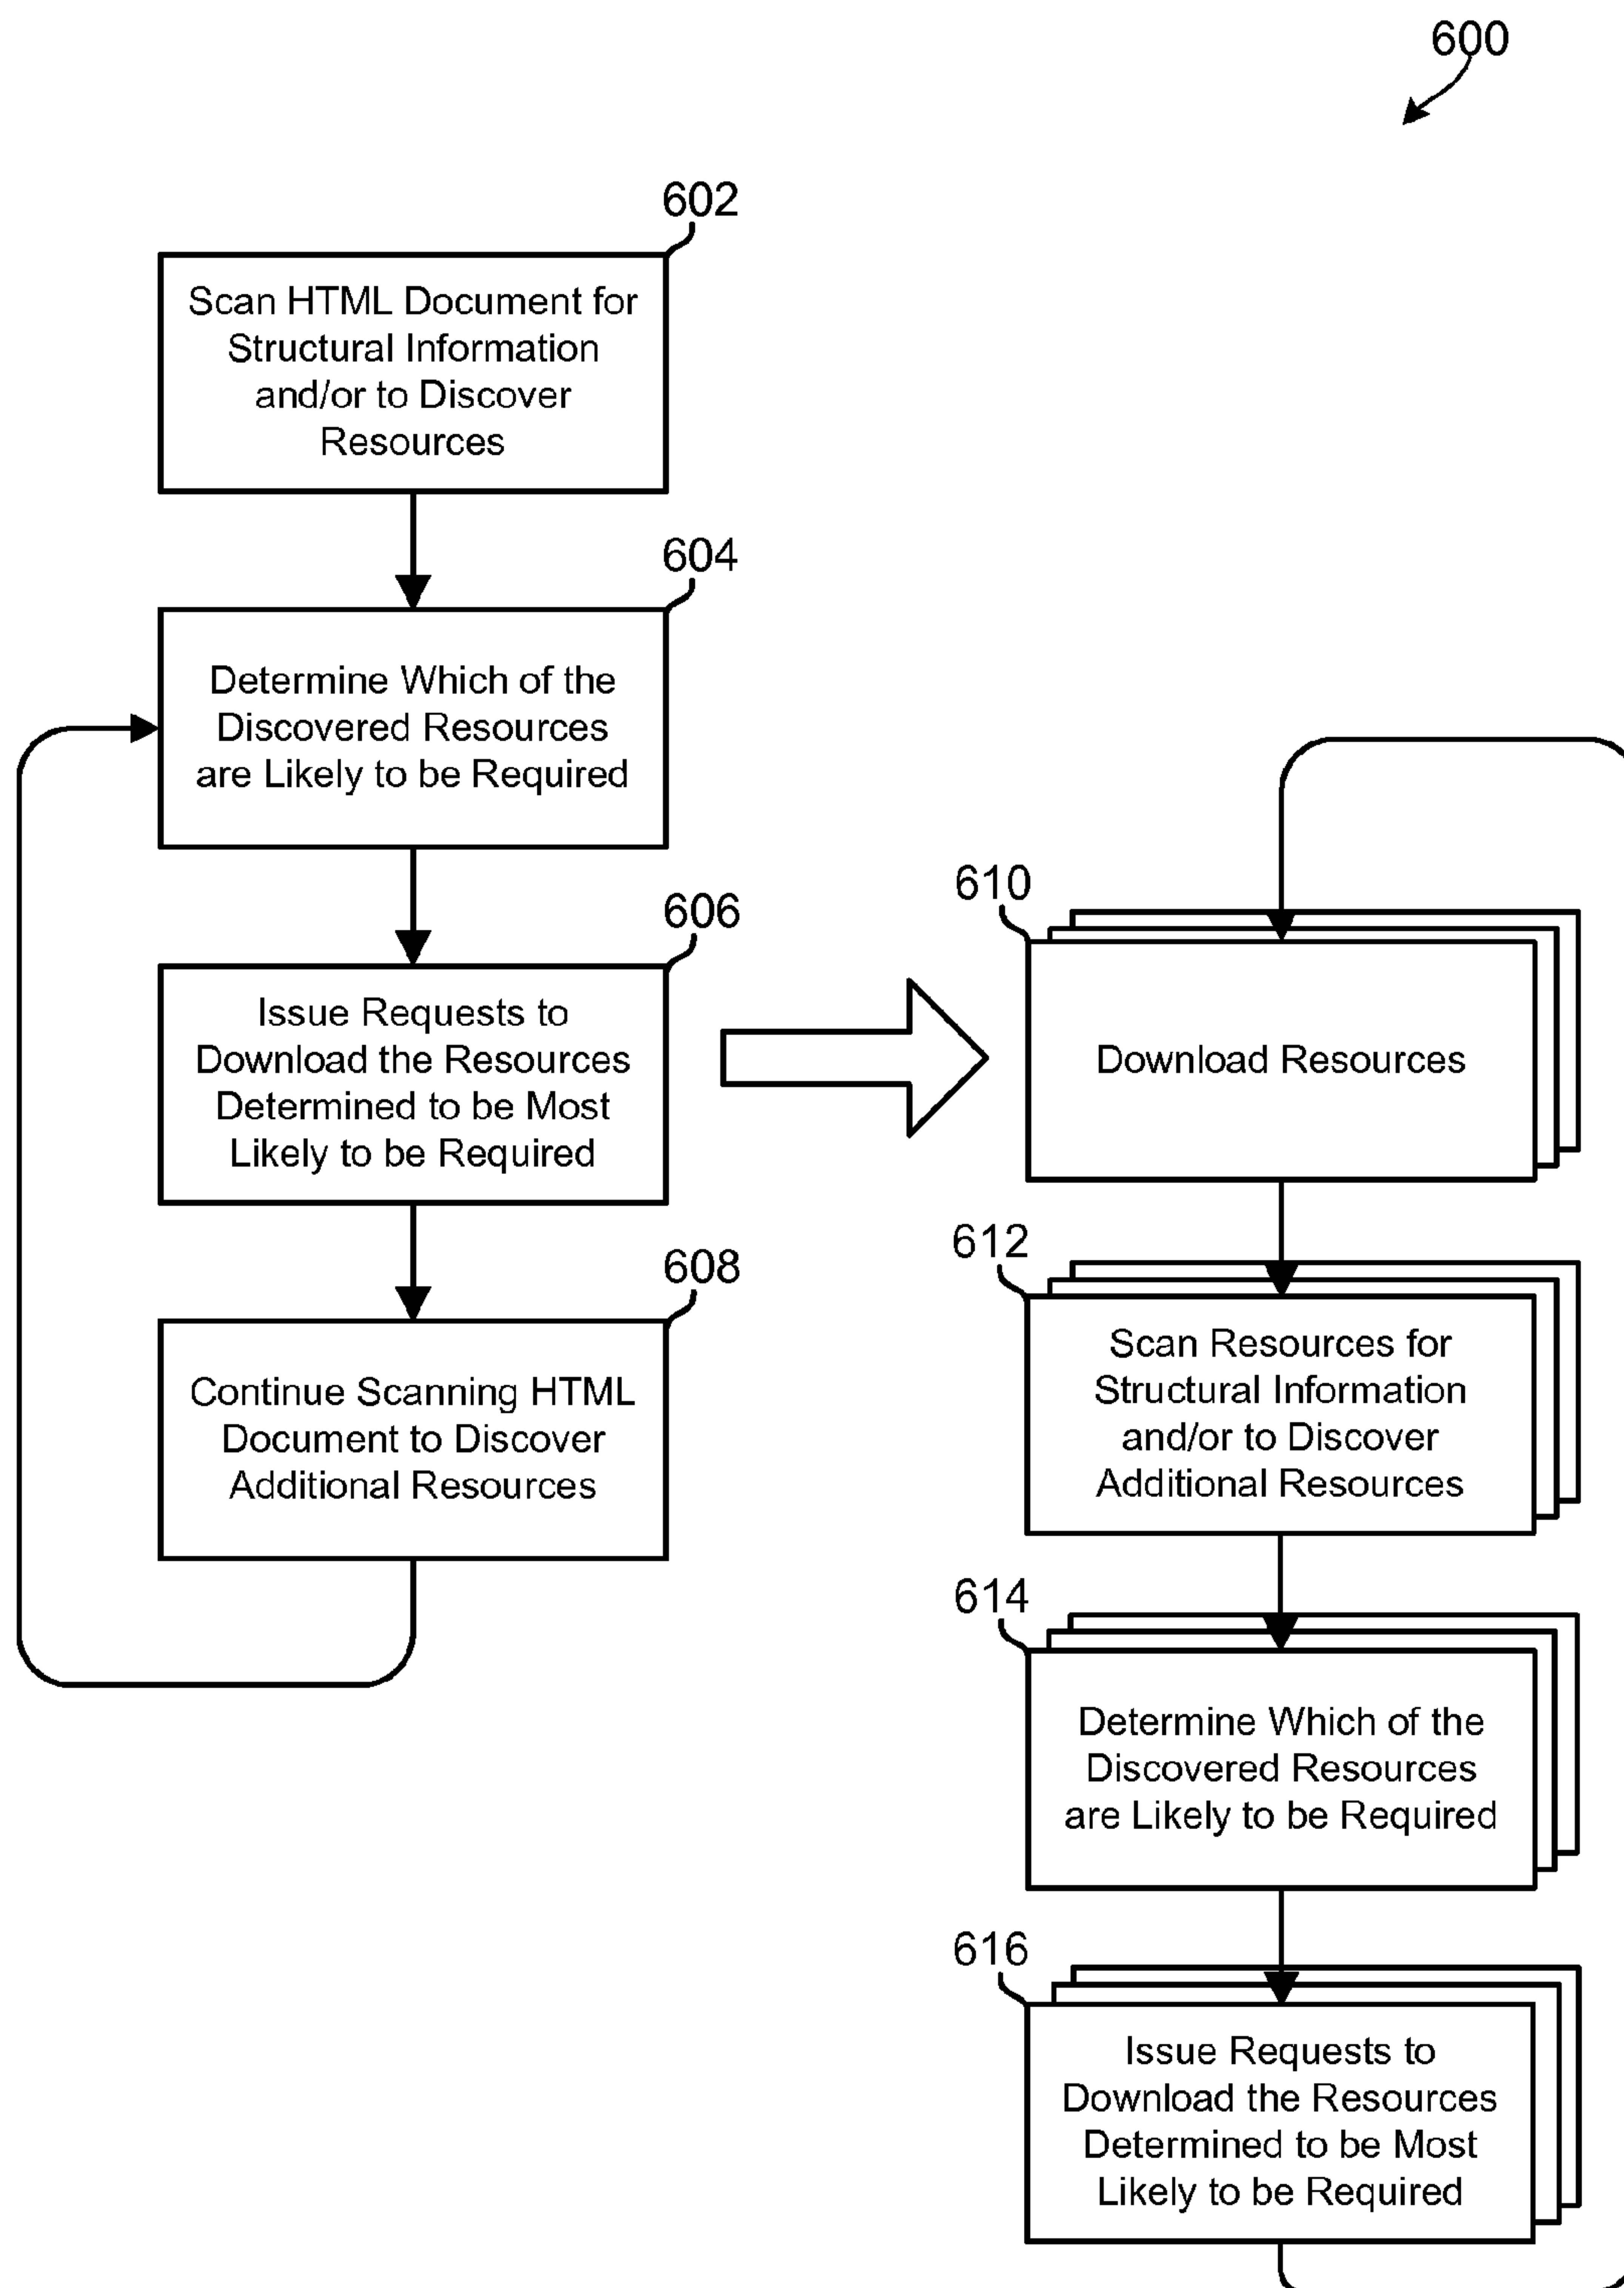 600
602
Scan HTML Document for
Structural Information
and/or to Discover
Resources
604
Determine Which of the
Discovered Resources
are Likely to be Required
606
Issue Requests to
Download the Resources
Determined to be Most
Likely to be Required
608
Continue Scanning HTML
Document to Discover
Additional Resources
610
Download Resources
612
Scan Resources for
Structural Information
and/or to Discover
Additional Resources
614
Determine Which of the
Discovered Resources
are Likely to be Required
616
Issue Requests to
Download the Resources
Determined to be Most
Likely to be Required